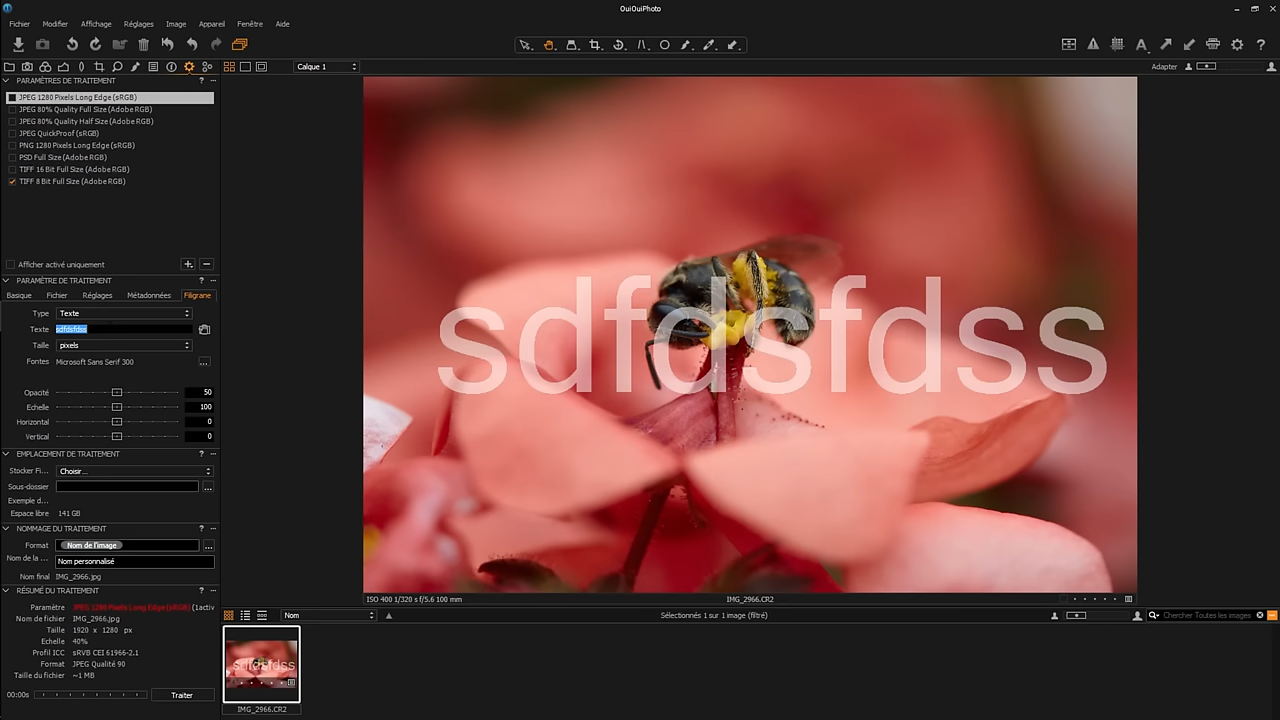 OuiOuiPhoto
Fichier Modifier Affichage Réglages Image Appareil Fenêtre Aide
Calque 1
Adapter
PARAMÈTRES DE TRAITEMENT ? ...
JPEG 1280 Pixels Long Edge (sRGB)
JPEG 80% Quality Full Size (Adobe RGB)
JPEG 80% Quality Half Size (Adobe RGB)
JPEG QuickProof (sRGB)
PNG 1280 Pixels Long Edge (sRGB)
PSD Full Size (Adobe RGB)
TIFF 16 Bit Full Size (Adobe RGB)
TIFF 8 Bit Full Size (Adobe RGB)
Afficher activé uniquement
PARAMÈTRE DE TRAITEMENT ? ...
Basique Fichier Réglages Métadonnées Filigrane
Type Texte
Texte sdfdsfdss
Taille pixels
Fontes Microsoft Sans Serif 300 ...
Opacité 50
Echelle 100
Horizontal 0
Vertical 0
EMPLACEMENT DE TRAITEMENT ? ...
Stocker Fi... Choisir...
Sous-dossier ...
Exemple d...
Espace libre 141 GB
NOMMAGE DU TRAITEMENT ? ...
Format Nom de l'image ...
Nom de la ... Nom personnalisé
Nom final IMG_2966.jpg
RÉSUMÉ DU TRAITEMENT ? ...
Paramètre JPEG 1280 Pixels Long Edge (sRGB) (1activ
Nom de fichier IMG_2966.jpg
Taille 1920 x 1280 px
Echelle 40%
Profil ICC sRVB CEI 61966-2.1
Format JPEG Qualité 90
Taille du fichier ~1 MB
00:00s Traiter
sdfdsfdss
ISO 400 1/320 s f/5.6 100 mm IMG_2966.CR2
Nom Sélectionnés 1 sur 1 image (filtré) Chercher Toutes les images
sdfdsfdss
IMG_2966.CR2